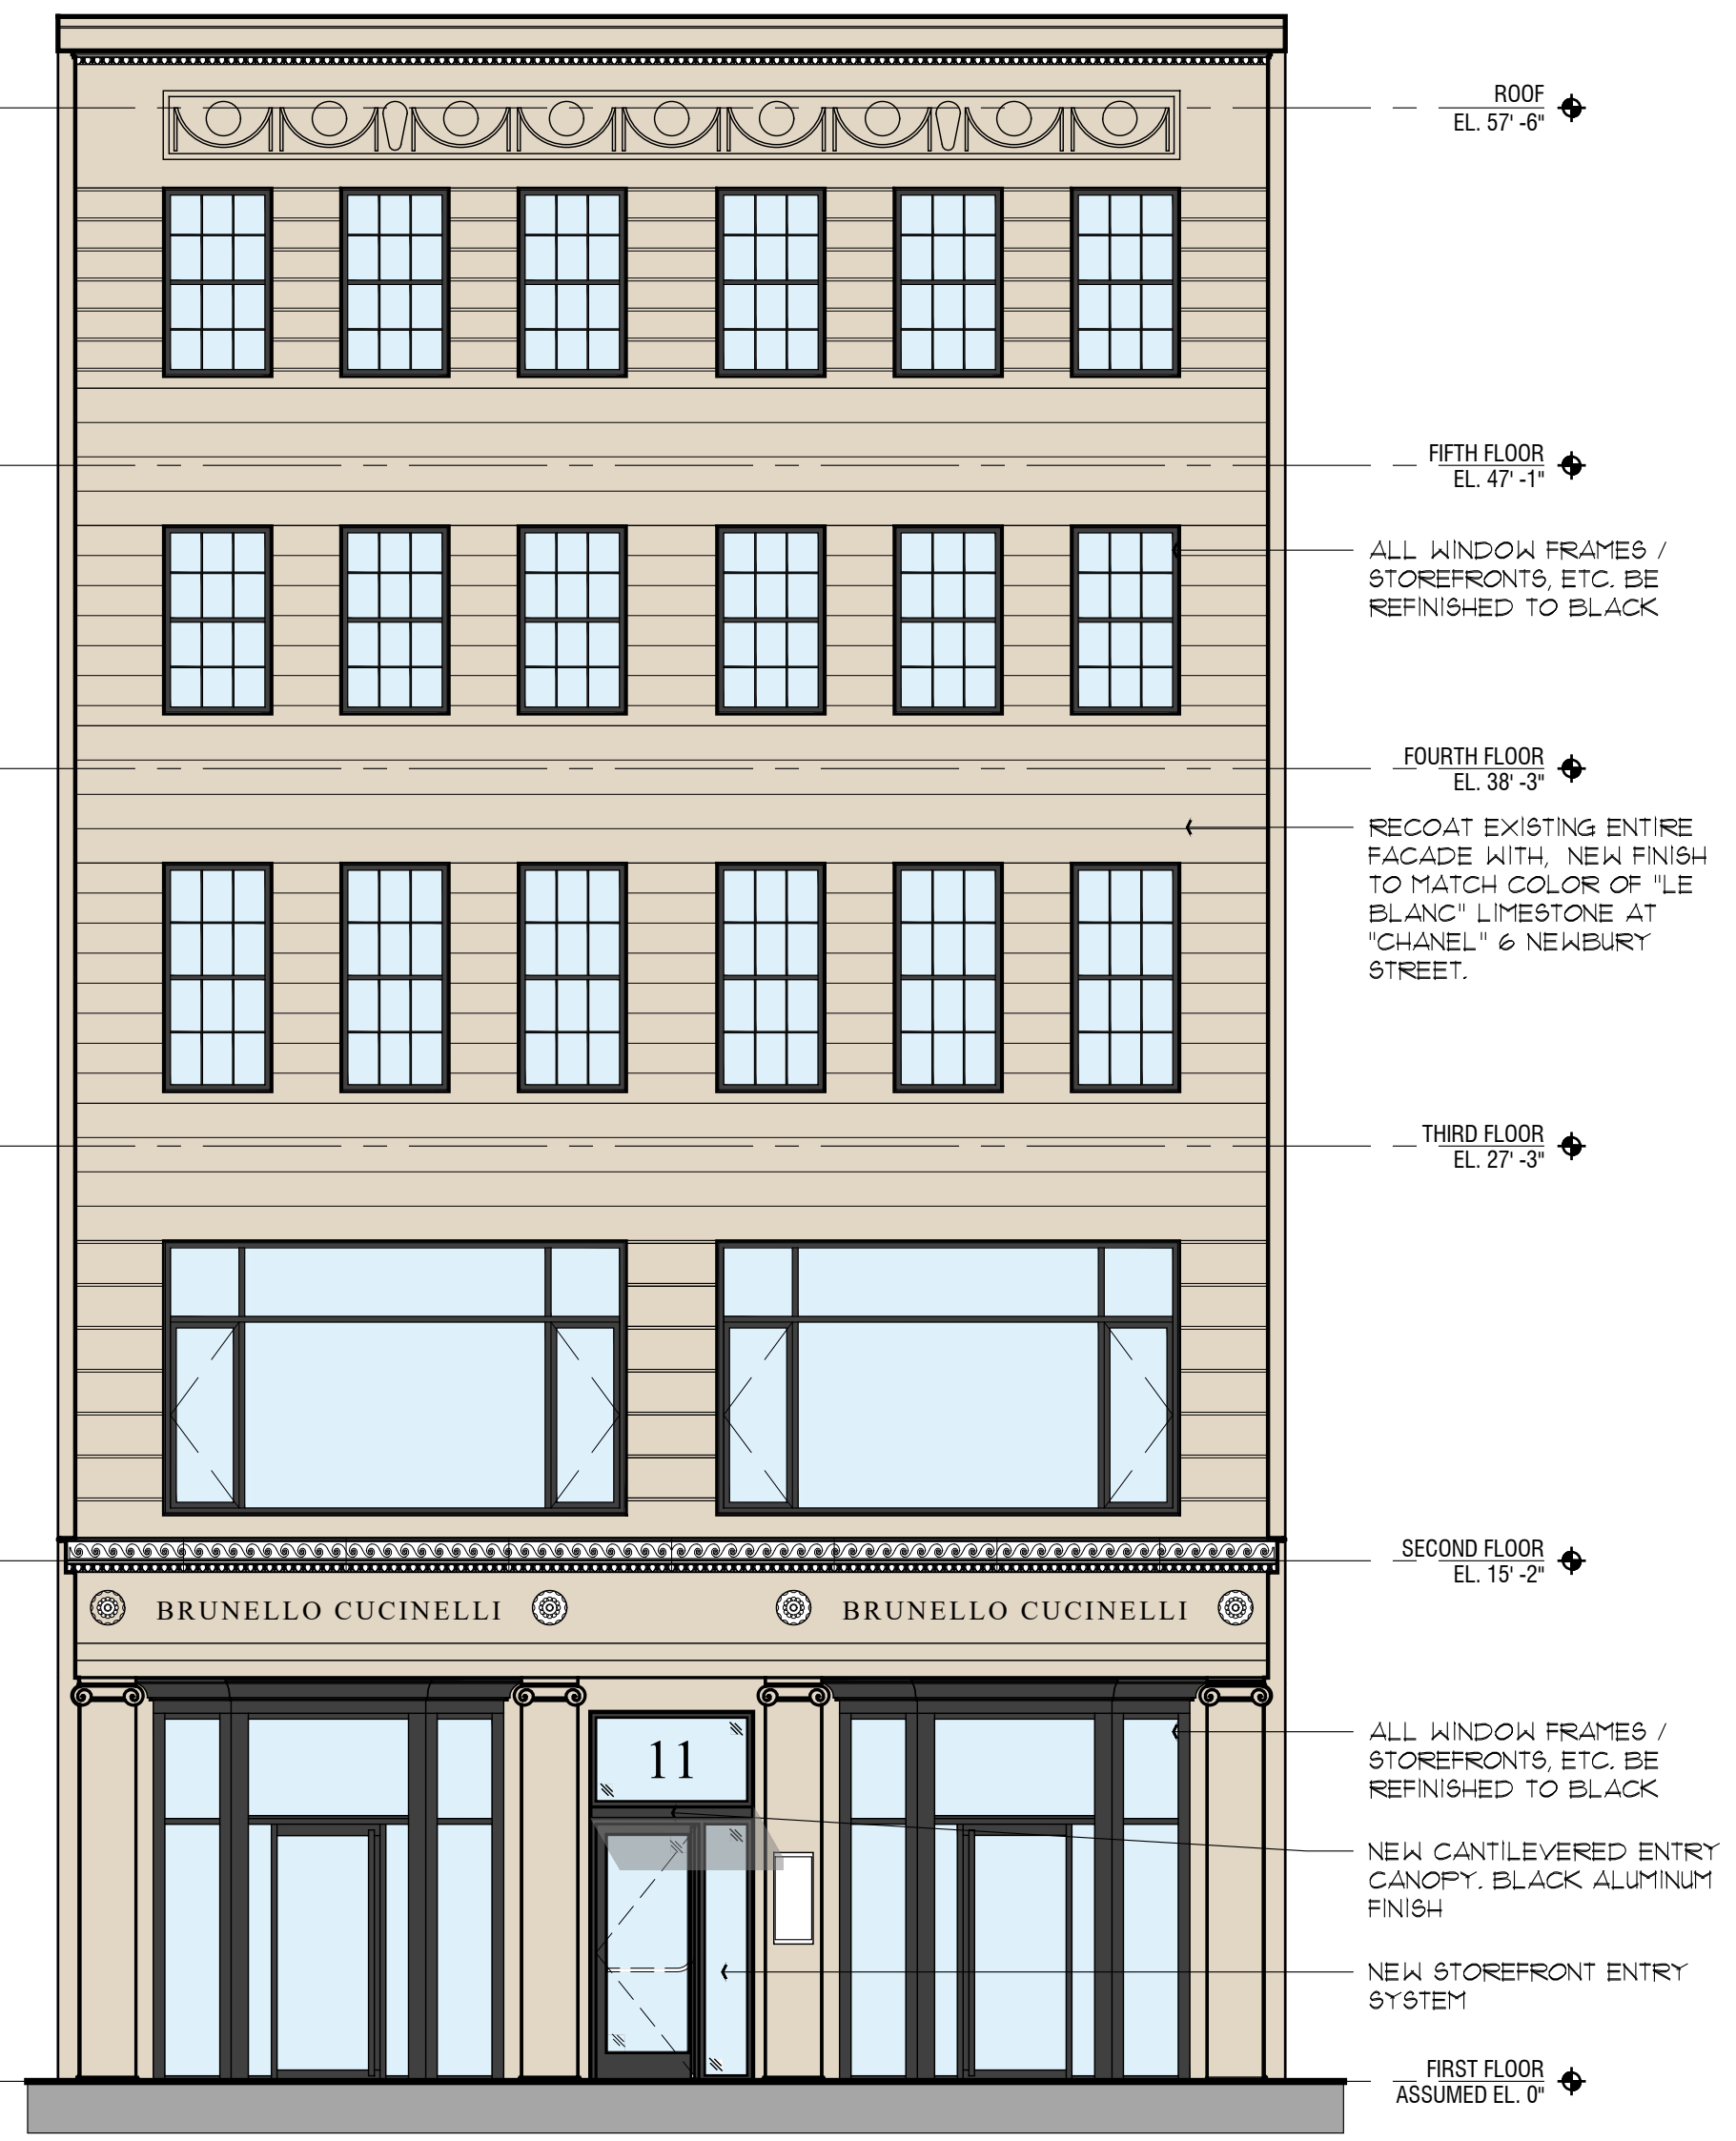 ROOF
EL. 57' -6"
FIFTH FLOOR
EL. 47' -1"
ALL WINDOW FRAMES /
STOREFRONTS, ETC. BE
REFINISHED TO BLACK
FOURTH FLOOR
EL. 38' -3"
RECOAT EXISTING ENTIRE
FACADE WITH, NEW FINISH
TO MATCH COLOR OF "LE
BLANC" LIMESTONE AT
"CHANEL" 6 NEWBURY
STREET.
THIRD FLOOR
EL. 27' -3"
SECOND FLOOR
EL. 15' -2"
BRUNELLO CUCINELLI
BRUNELLO CUCINELLI
11
ALL WINDOW FRAMES /
STOREFRONTS, ETC. BE
REFINISHED TO BLACK
NEW CANTILEVERED ENTRY
CANOPY. BLACK ALUMINUM
FINISH
NEW STOREFRONT ENTRY
SYSTEM
FIRST FLOOR
ASSUMED EL. 0"